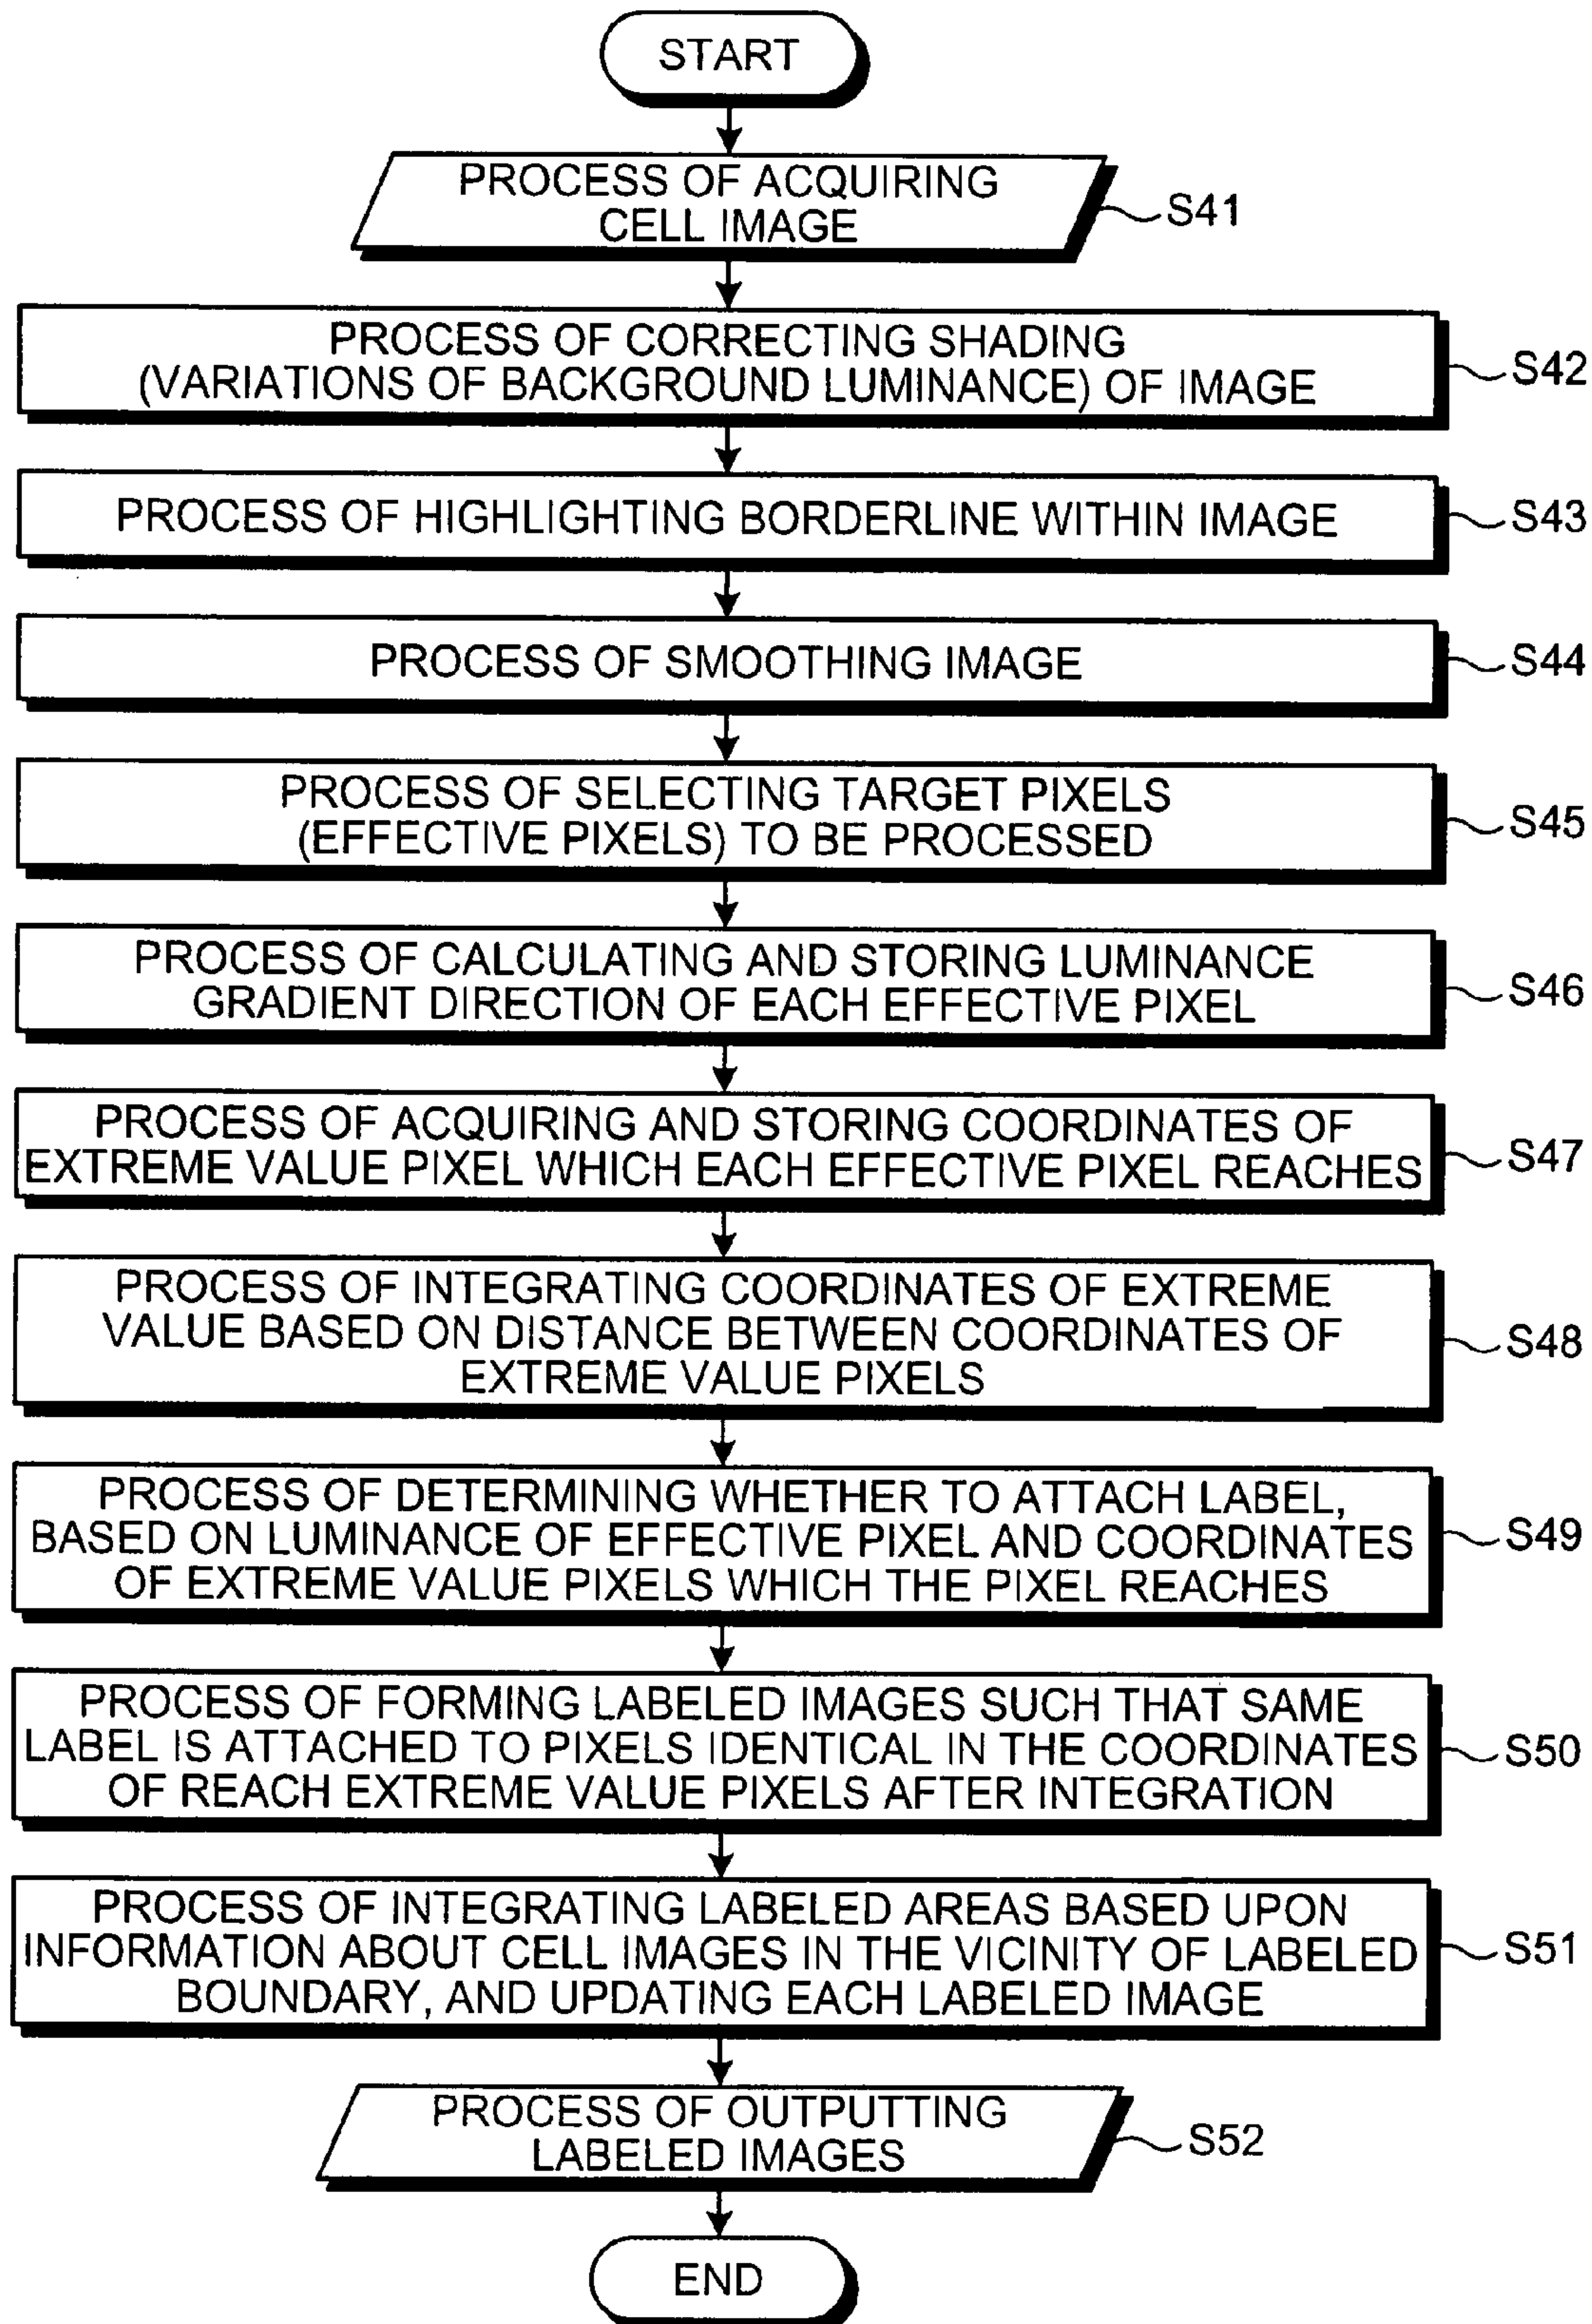 START
PROCESS OF ACQUIRING
CELL IMAGE
S41
PROCESS OF CORRECTING SHADING
(VARIATIONS OF BACKGROUND LUMINANCE) OF IMAGE
S42
PROCESS OF HIGHLIGHTING BORDERLINE WITHIN IMAGE
S43
PROCESS OF SMOOTHING IMAGE
S44
PROCESS OF SELECTING TARGET PIXELS
(EFFECTIVE PIXELS) TO BE PROCESSED
S45
PROCESS OF CALCULATING AND STORING LUMINANCE
GRADIENT DIRECTION OF EACH EFFECTIVE PIXEL
S46
PROCESS OF ACQUIRING AND STORING COORDINATES OF
EXTREME VALUE PIXEL WHICH EACH EFFECTIVE PIXEL REACHES
S47
PROCESS OF INTEGRATING COORDINATES OF EXTREME
VALUE BASED ON DISTANCE BETWEEN COORDINATES OF
EXTREME VALUE PIXELS
S48
PROCESS OF DETERMINING WHETHER TO ATTACH LABEL,
BASED ON LUMINANCE OF EFFECTIVE PIXEL AND COORDINATES
OF EXTREME VALUE PIXELS WHICH THE PIXEL REACHES
S49
PROCESS OF FORMING LABELED IMAGES SUCH THAT SAME
LABEL IS ATTACHED TO PIXELS IDENTICAL IN THE COORDINATES
OF REACH EXTREME VALUE PIXELS AFTER INTEGRATION
S50
PROCESS OF INTEGRATING LABELED AREAS BASED UPON
INFORMATION ABOUT CELL IMAGES IN THE VICINITY OF LABELED
BOUNDARY, AND UPDATING EACH LABELED IMAGE
S51
PROCESS OF OUTPUTTING
LABELED IMAGES
S52
END